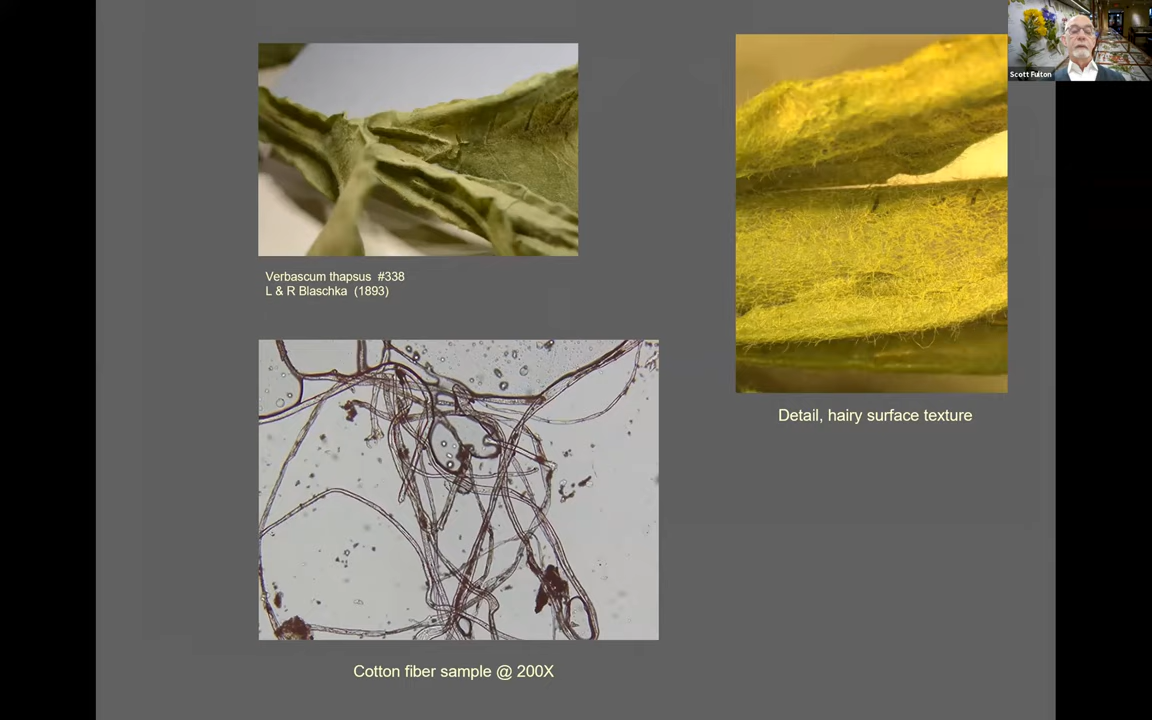 Scott Fulton
Verbascum thapsus #338
L & R Blaschka (1893)
Detail, hairy surface texture
Cotton fiber sample @ 200X